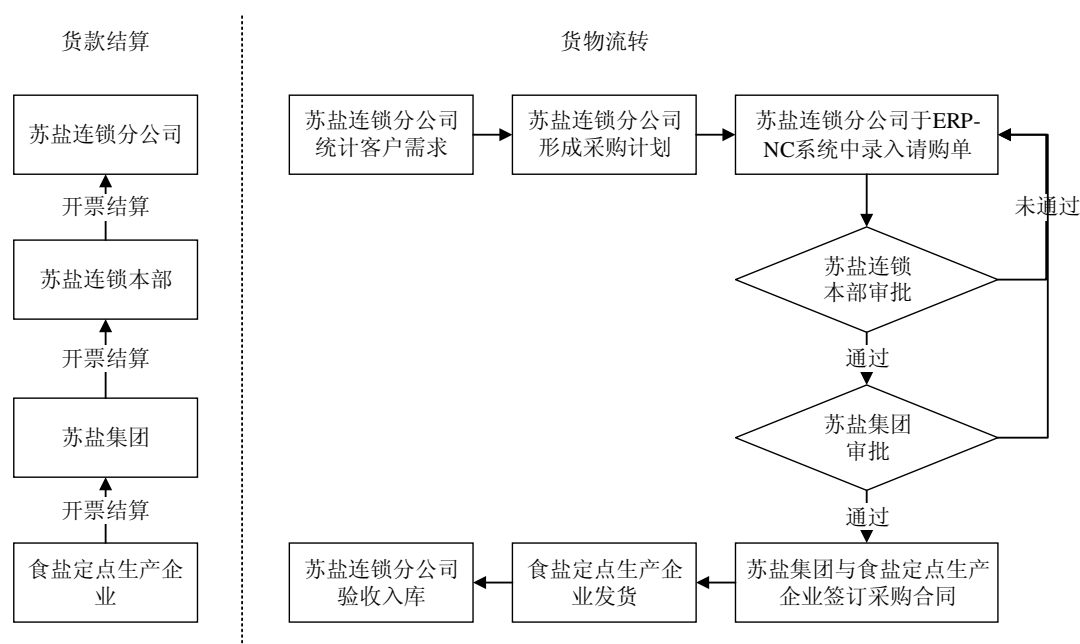 货款结算
货物流转
苏盐连锁分公司
开票结算
苏盐连锁本部
开票结算
苏盐集团
开票结算
食盐定点生产企
业
苏盐连锁分公司
统计客户需求
苏盐连锁分公司
形成采购计划
苏盐连锁分公司于ERP-
NC系统中录入请购单
未通过
苏盐连锁
本部审批
通过
苏盐集团
审批
通过
苏盐集团与食盐定点生产
企业签订采购合同
食盐定点生产企
业发货
苏盐连锁分公司
验收入库